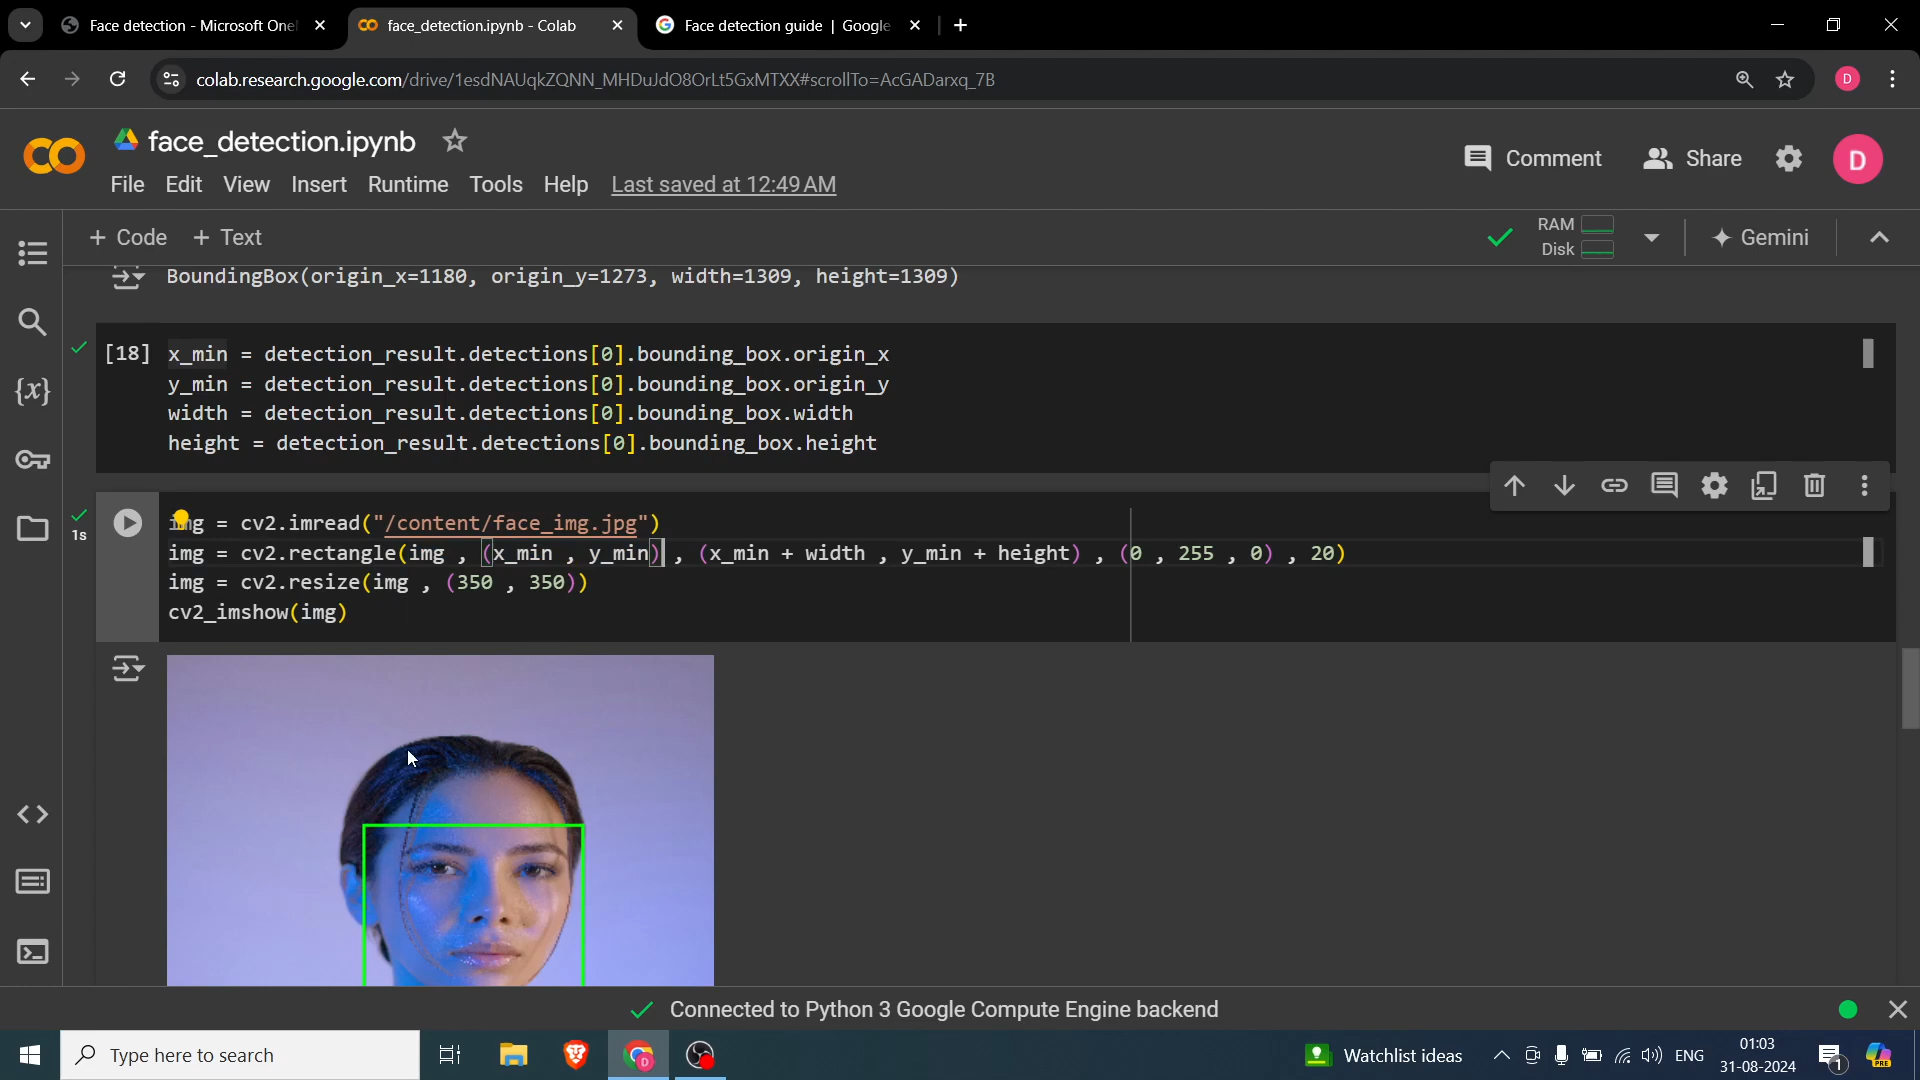 Face detection - Microsoft One
face_detection.ipynb - Colab
Face detection guide | Google
colab.research.google.com/drive/1esdNAUqkZQNN_MHDuJdO8OrLt5GxMTXX#scrollTo=AcGADarxq_7B
D
face_detection.ipynb
Comment
Share
D
File Edit View Insert Runtime Tools Help Last saved at 12:49 AM
+ Code + Text
RAM
Disk
Gemini
BoundingBox(origin_x=1180, origin_y=1273, width=1309, height=1309)
[18] x_min = detection_result.detections[0].bounding_box.origin_x
y_min = detection_result.detections[0].bounding_box.origin_y
width = detection_result.detections[0].bounding_box.width
height = detection_result.detections[0].bounding_box.height
1s
img = cv2.imread("/content/face_img.jpg")
img = cv2.rectangle(img , (x_min , y_min) , (x_min + width , y_min + height) , (0 , 255 , 0) , 20)
img = cv2.resize(img , (350 , 350))
cv2_imshow(img)
{x}
Connected to Python 3 Google Compute Engine backend
Type here to search
D
Watchlist ideas
ENG
01:03
31-08-2024
1
PRE